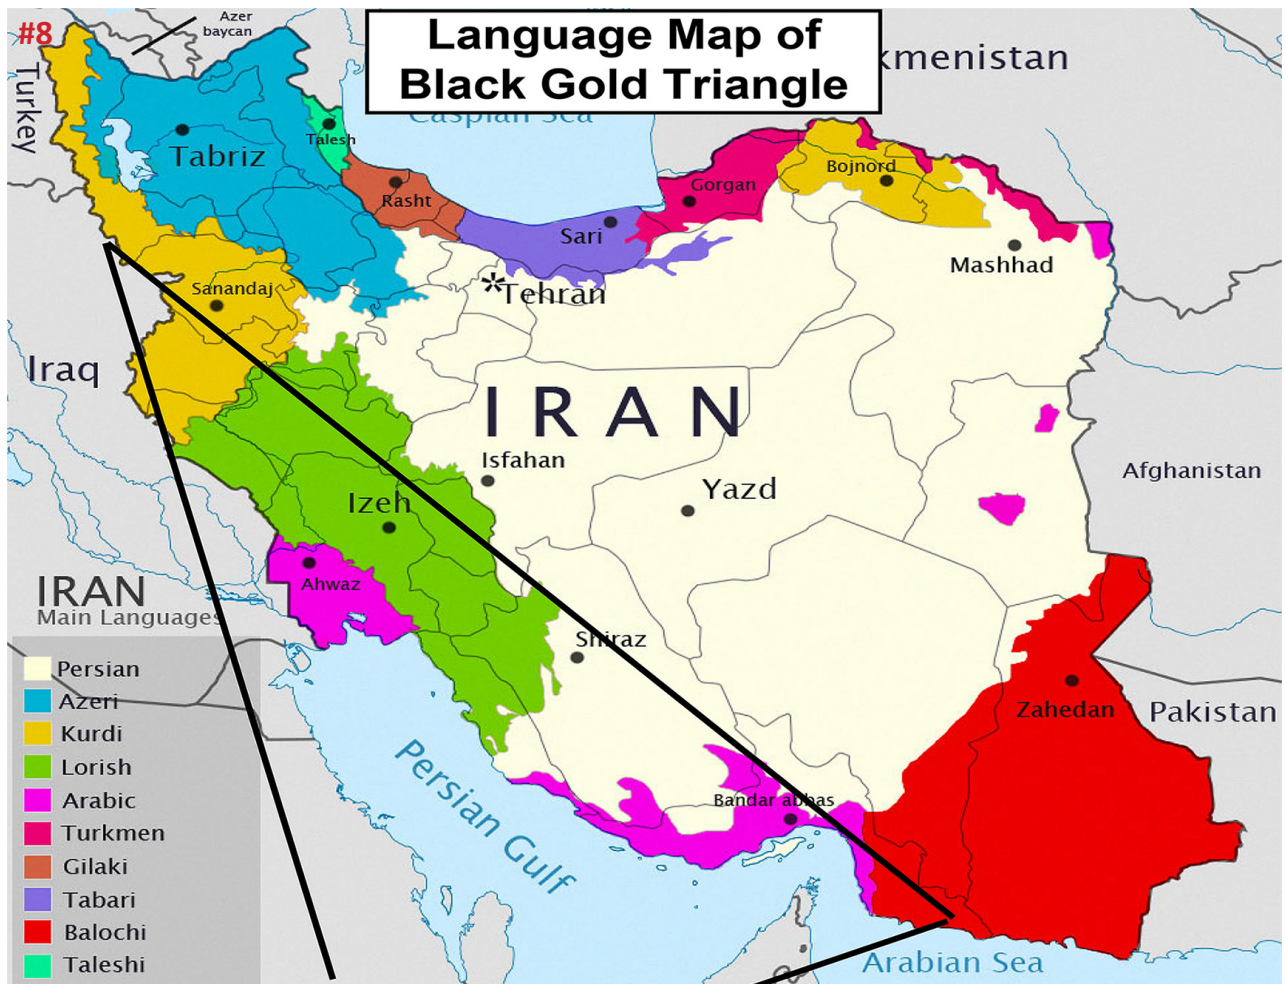 #8
Azer
baycan
Language Map of
Black Gold Triangle
kmenistan
Turkey
Caspian Sea
Talesh
Tabriz
Bojnord
Gorgan
Rasht
Sari
Mashhad
Sanandaj
*Tehran
Iraq
IRAN
Isfahan
Afghanistan
Izeh
Yazd
Ahwaz
IRAN
Main Languages
Shiraz
Persian
Azeri
Kurdi
Lorish
Arabic
Turkmen
Gilaki
Tabari
Balochi
Taleshi
Zahedan
Pakistan
Persian Gulf
Bandar abbas
Arabian Sea